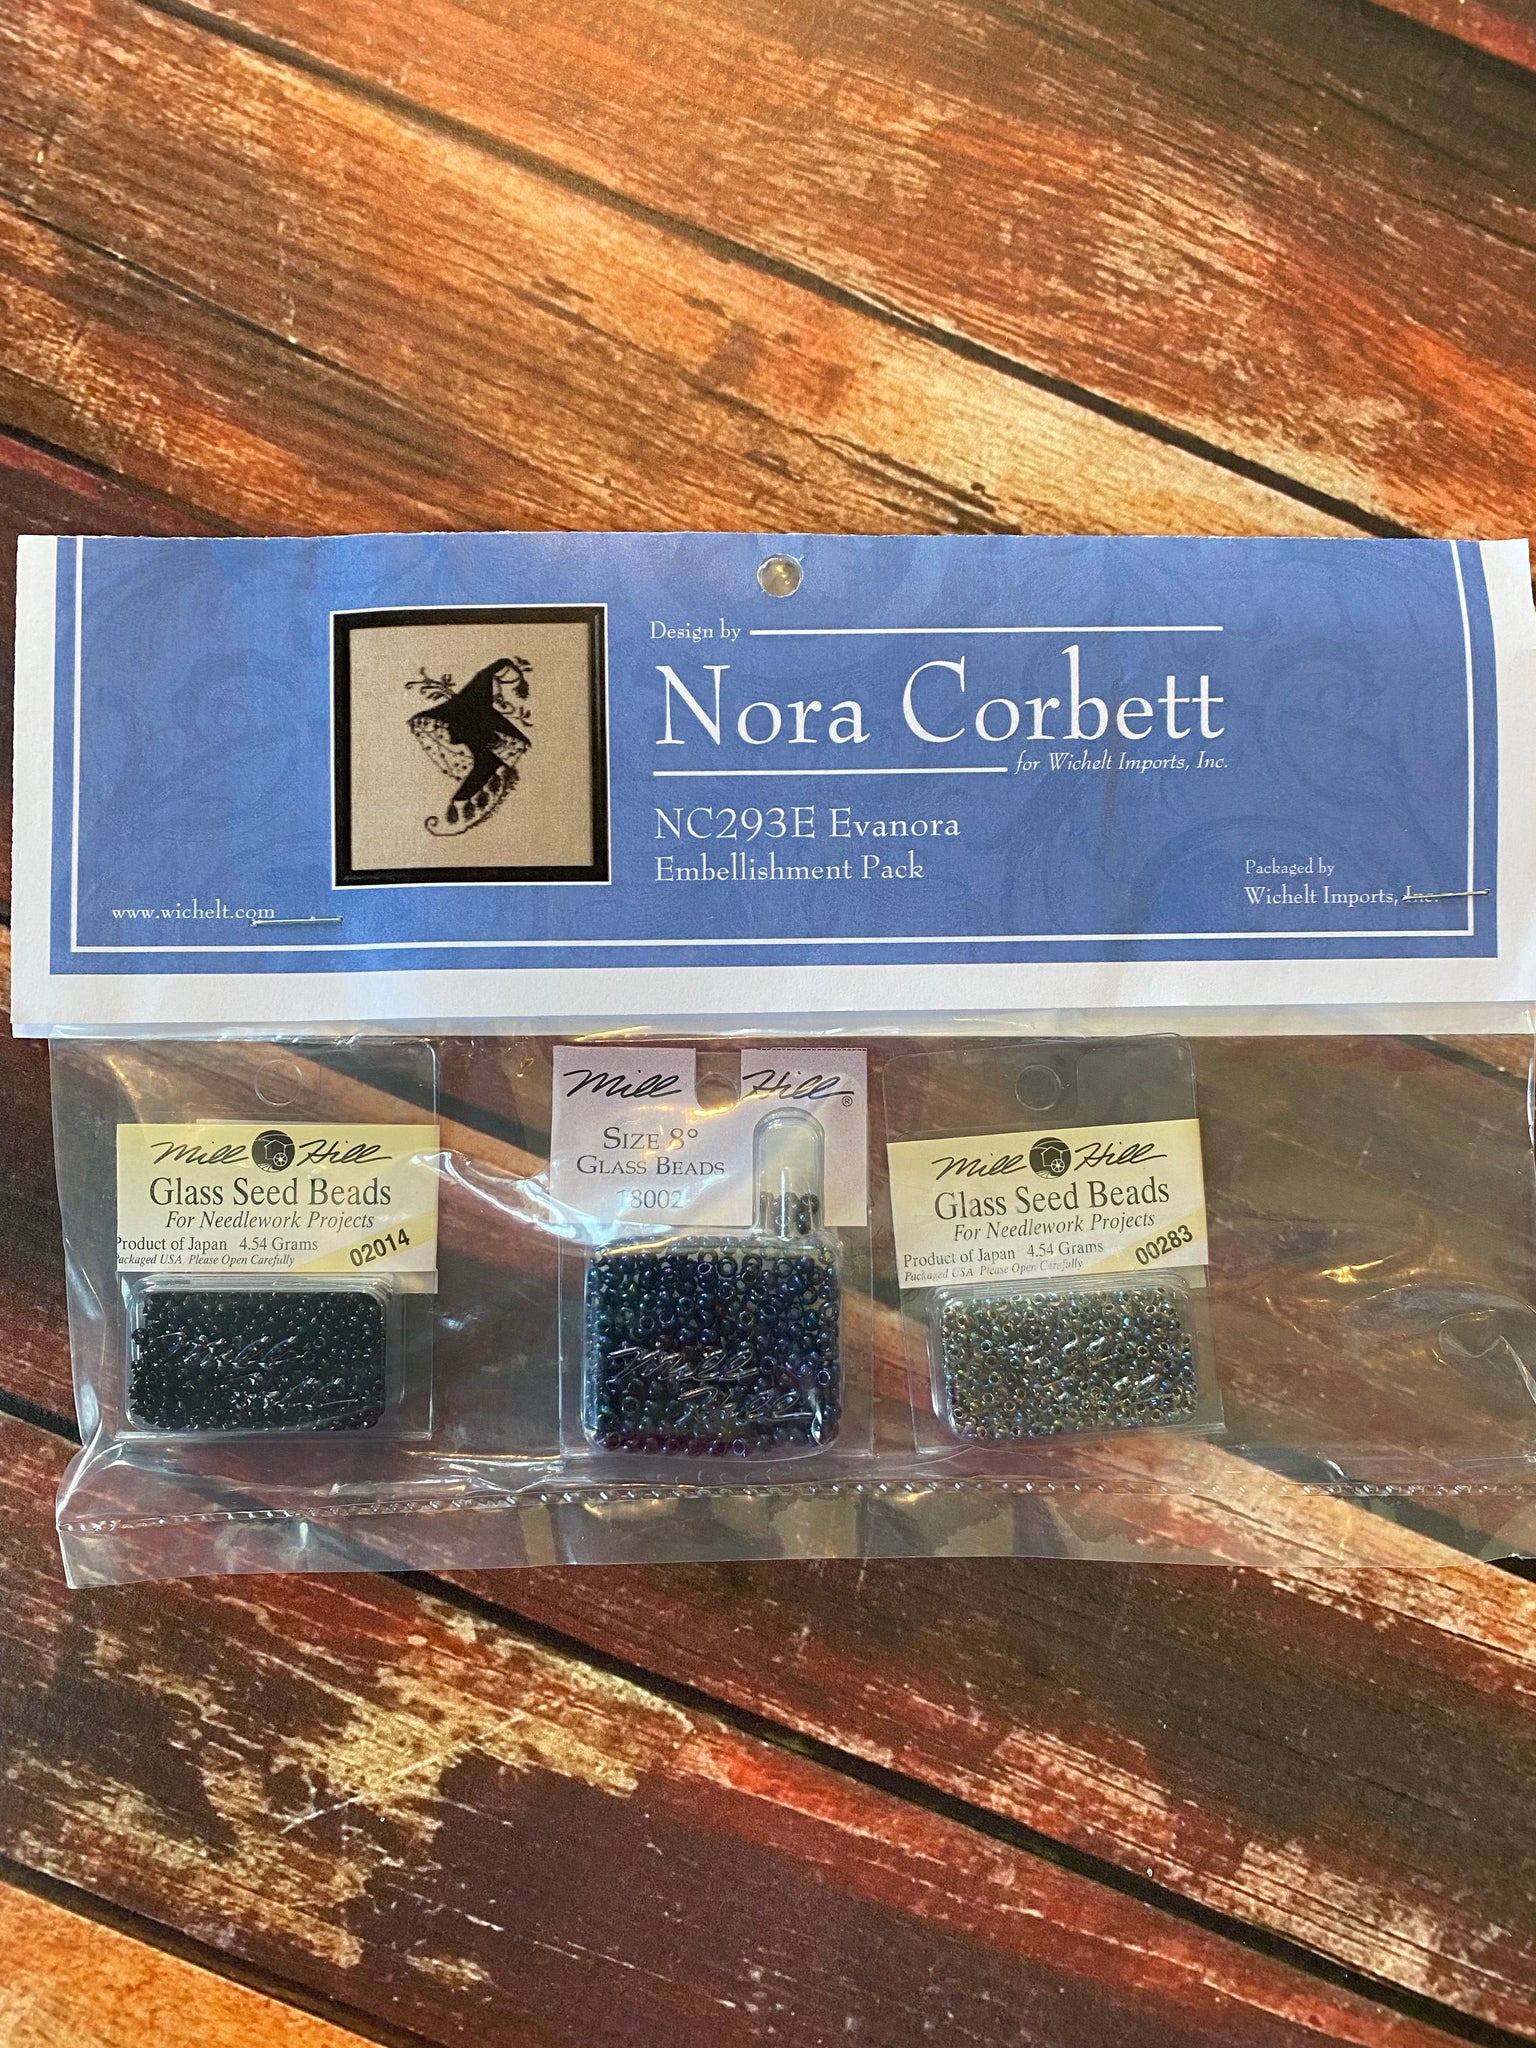 Design by
Nora Corbett
for Wichelt Imports, Inc.
NC293E Evanora
Embellishment Pack
www.wichelt.com
Packaged by
Wichelt Imports, Inc.
Mill Hill
Glass Seed Beads
For Needlework Projects
Product of Japan 4.54 Grams
Packaged USA Please Open Carefully
02014
Mill Hill®
SIZE 8°
GLASS BEADS
18002
Mill
Hill
Mill Hill
Glass Seed Beads
For Needlework Projects
Product of Japan 4.54 Grams
Packaged USA Please Open Carefully
00283